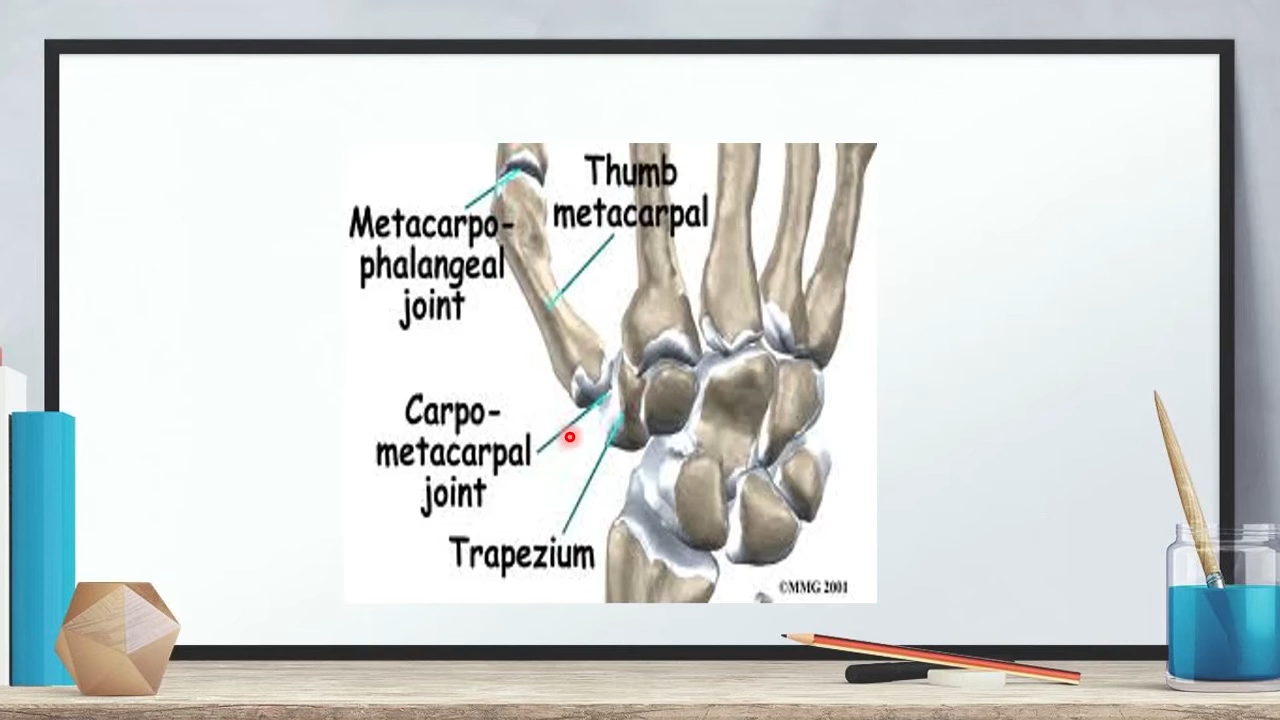 Thumb
metacarpal
Metacarpo-
phalangeal
joint
Carpo-
metacarpal
joint
Trapezium
©MMG 2001